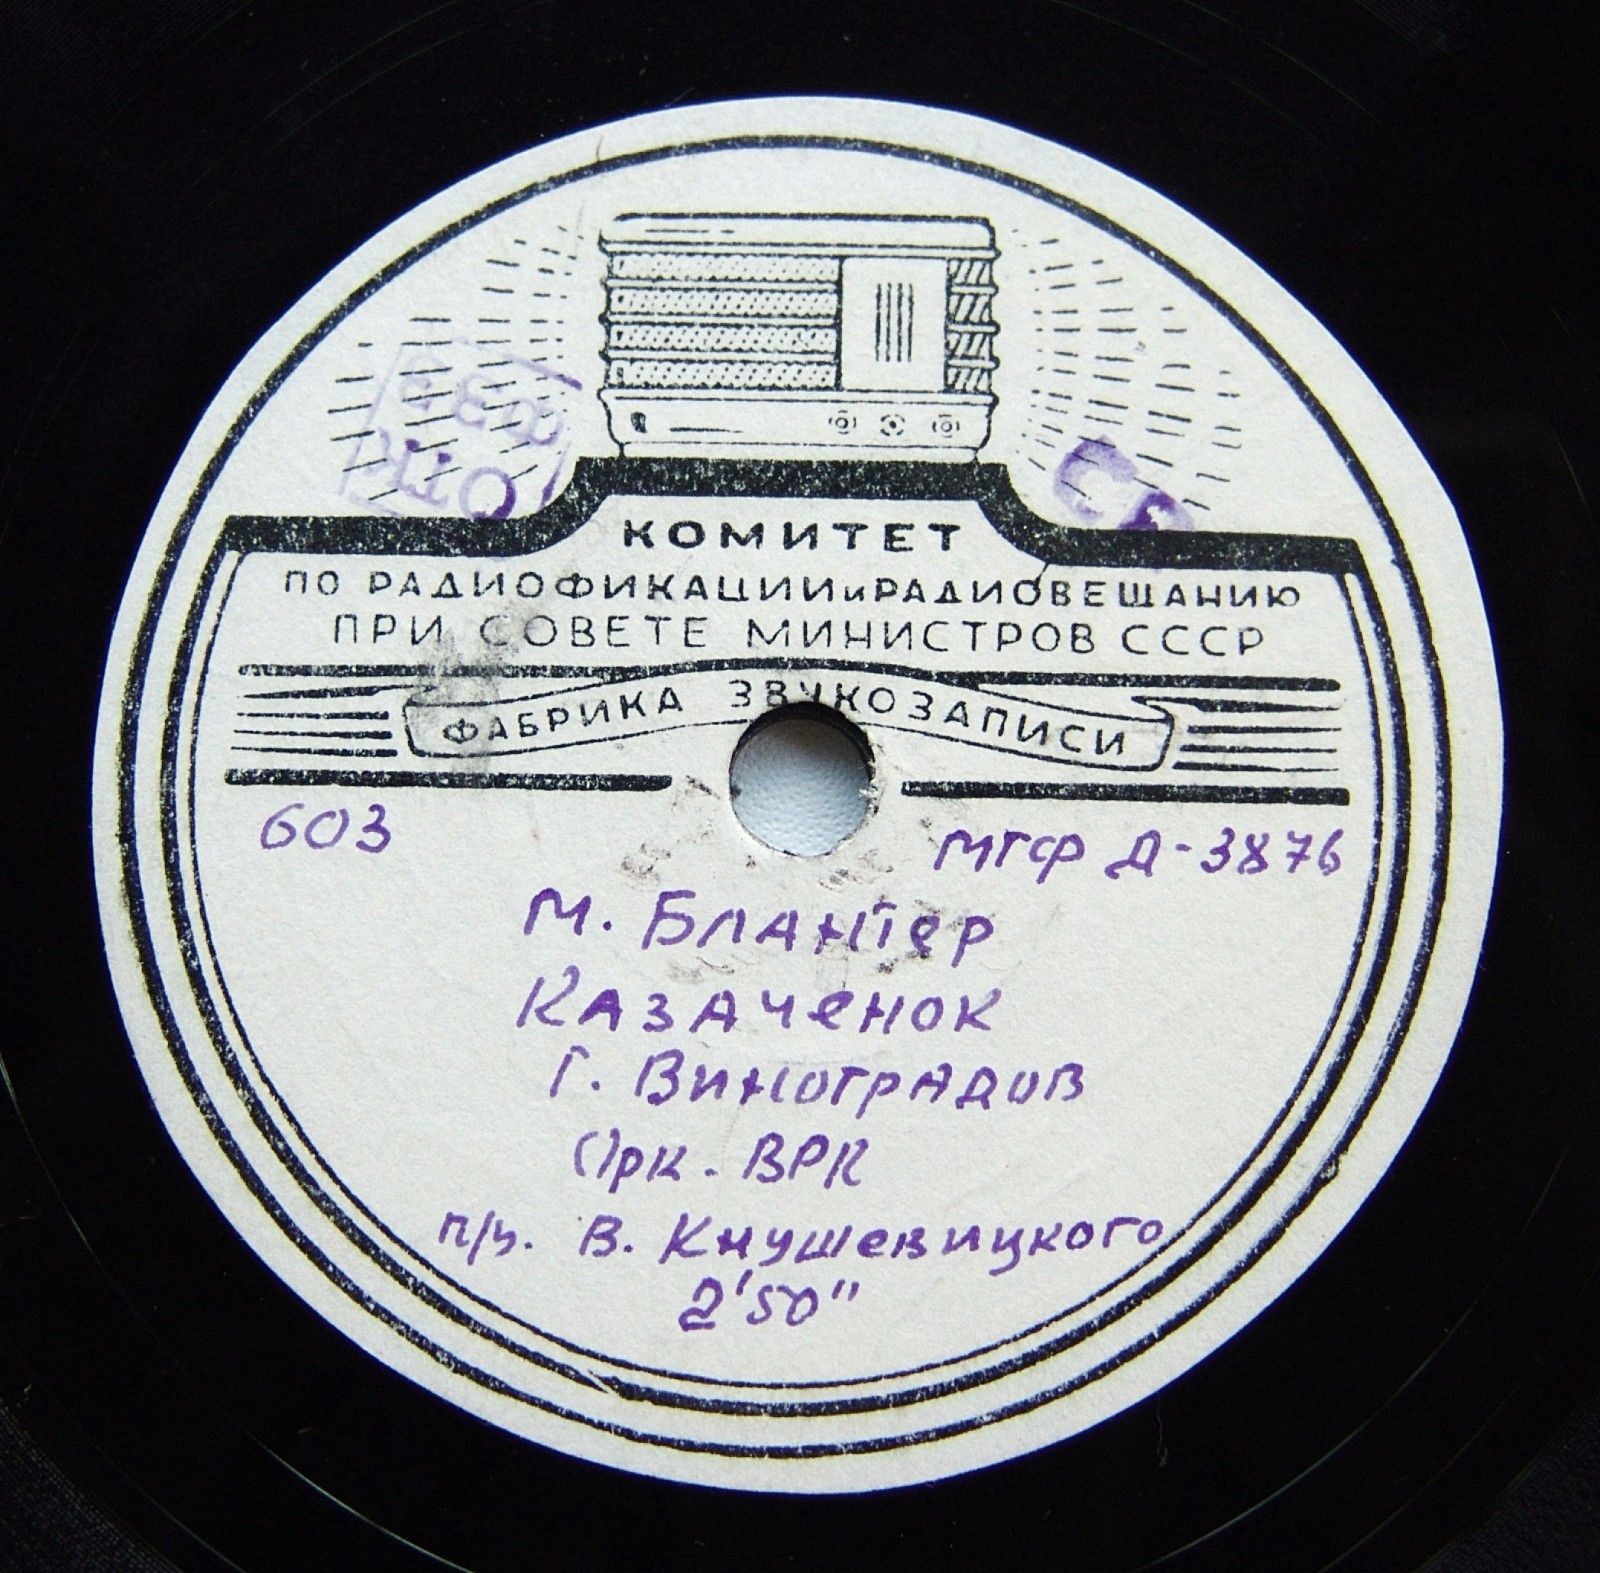 КОМИТЕТ
ПО РАДИОФИКАЦИИ и РАДИОВЕЩАНИЮ
ПРИ СОВЕТЕ МИНИСТРОВ СССР
ФАБРИКА ЗВУКОЗАПИСИ
603
МГСФ Д-3876
М. Блантер
Казаченок
Г. Виноградов
Орк. ВРК
п/у. В. Кнушевицкого
2'50"